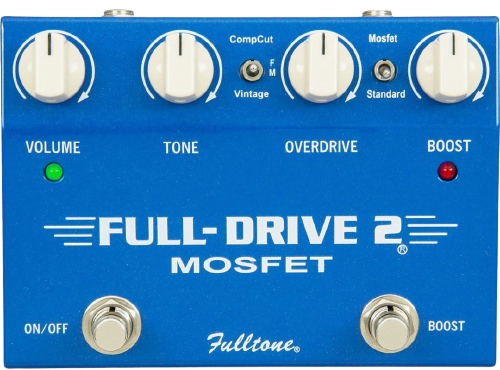 CompCut
F
M
Vintage
Mosfet
Standard
VOLUME
TONE
OVERDRIVE
BOOST
FULL-DRIVE 2®
MOSFET
ON/OFF
Fulltone®
BOOST